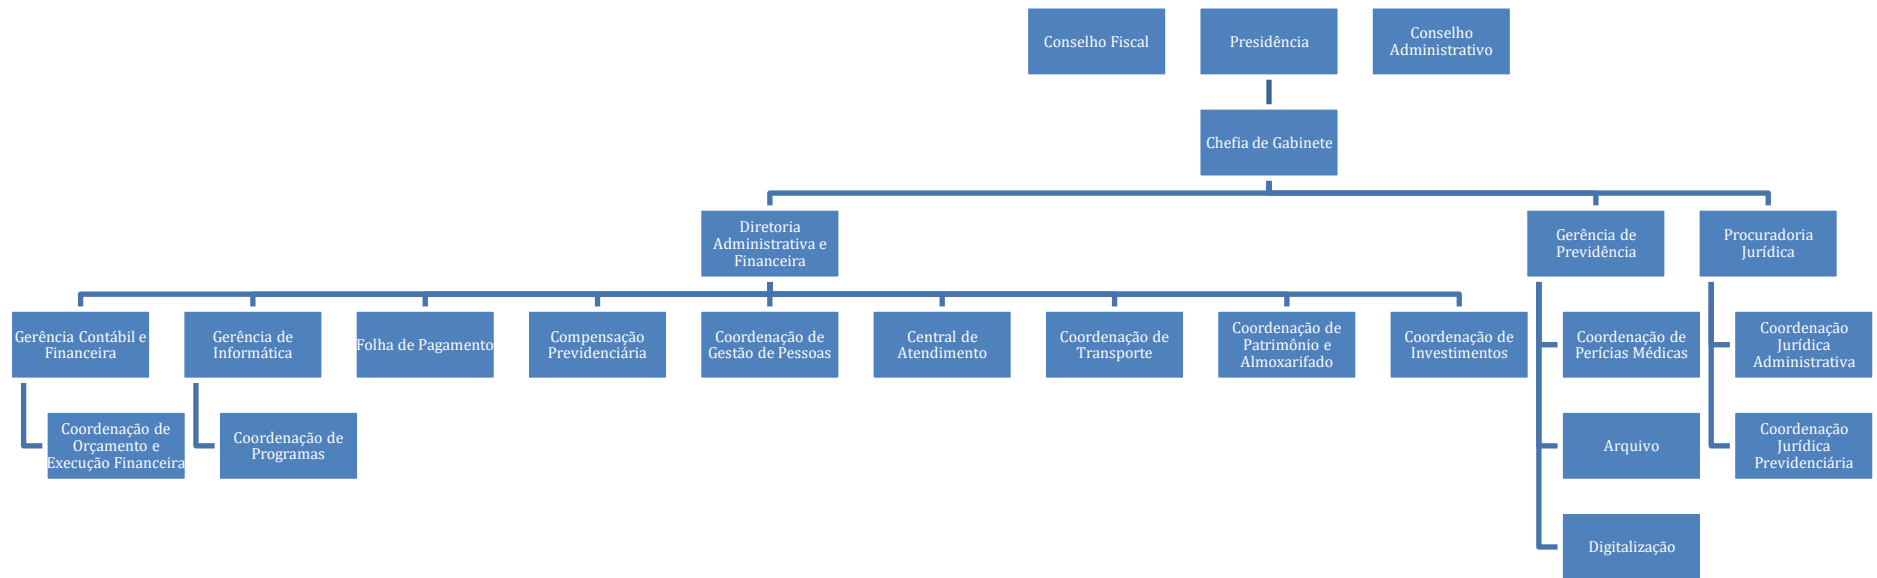 Conselho Fiscal
Presidência
Conselho
Administrativo
Chefia de Gabinete
Diretoria
Administrativa e
Financeira
Gerência de
Previdência
Procuradoria
Jurídica
Gerência Contábil e
Financeira
Gerência de
Informática
Folha de Pagamento
Compensação
Previdenciária
Coordenação de
Gestão de Pessoas
Central de
Atendimento
Coordenação de
Transporte
Coordenação de
Patrimônio e
Almoxarifado
Coordenação de
Investimentos
Coordenação de
Perícias Médicas
Coordenação
Jurídica
Administrativa
Coordenação de
Orçamento e
Execução Financeira
Coordenação de
Programas
Arquivo
Coordenação
Jurídica
Previdenciária
Digitalização